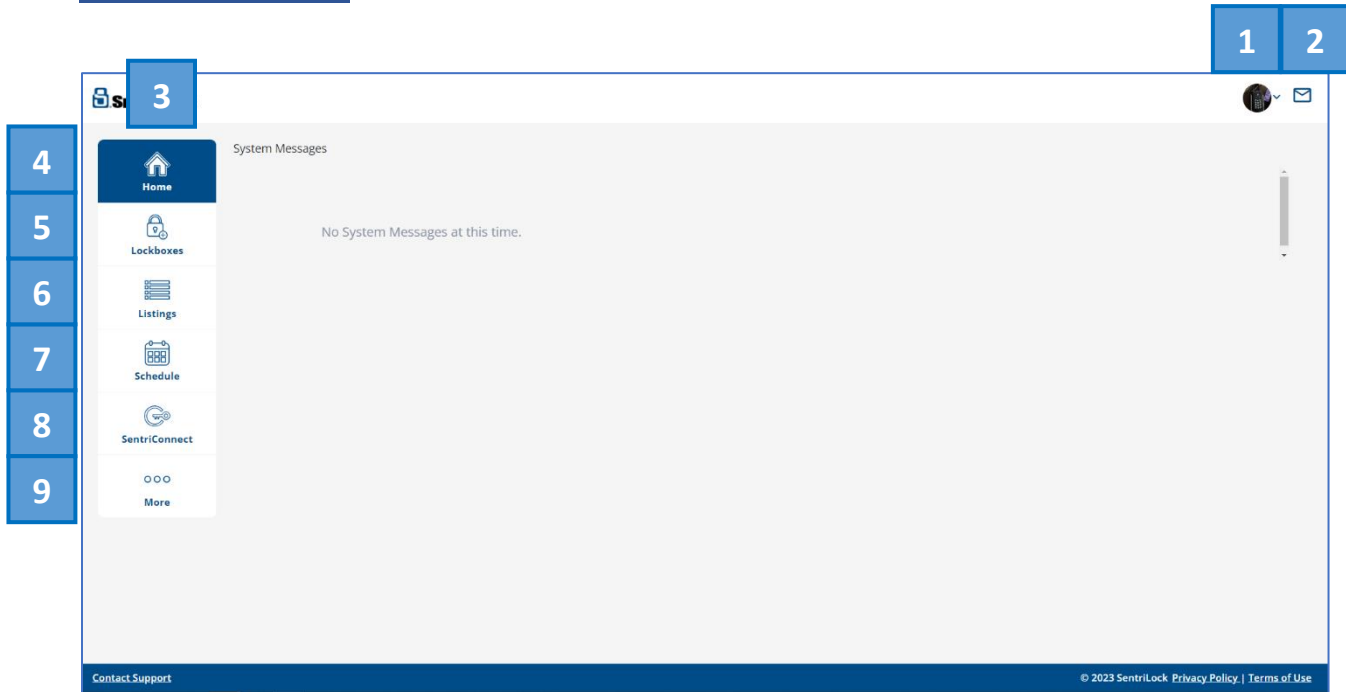 1 2
3
4
System Messages
Home
5
No System Messages at this time.
Lockboxes
6
Listings
7
Schedule
8
SentriConnect
9
More
Contact Support © 2023 SentriLock Privacy Policy | Terms of Use